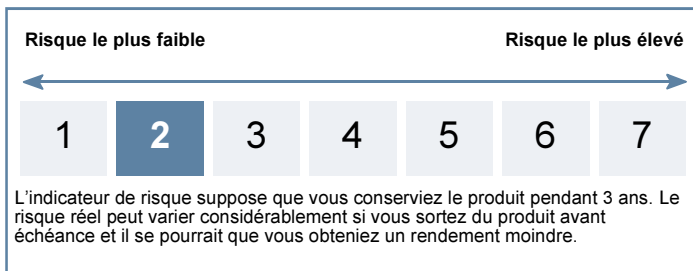 Risque le plus faible Risque le plus élevé
1 2 3 4 5 6 7
L'indicateur de risque suppose que vous conserviez le produit pendant 3 ans. Le
risque réel peut varier considérablement si vous sortez du produit avant
échéance et il se pourrait que vous obteniez un rendement moindre.